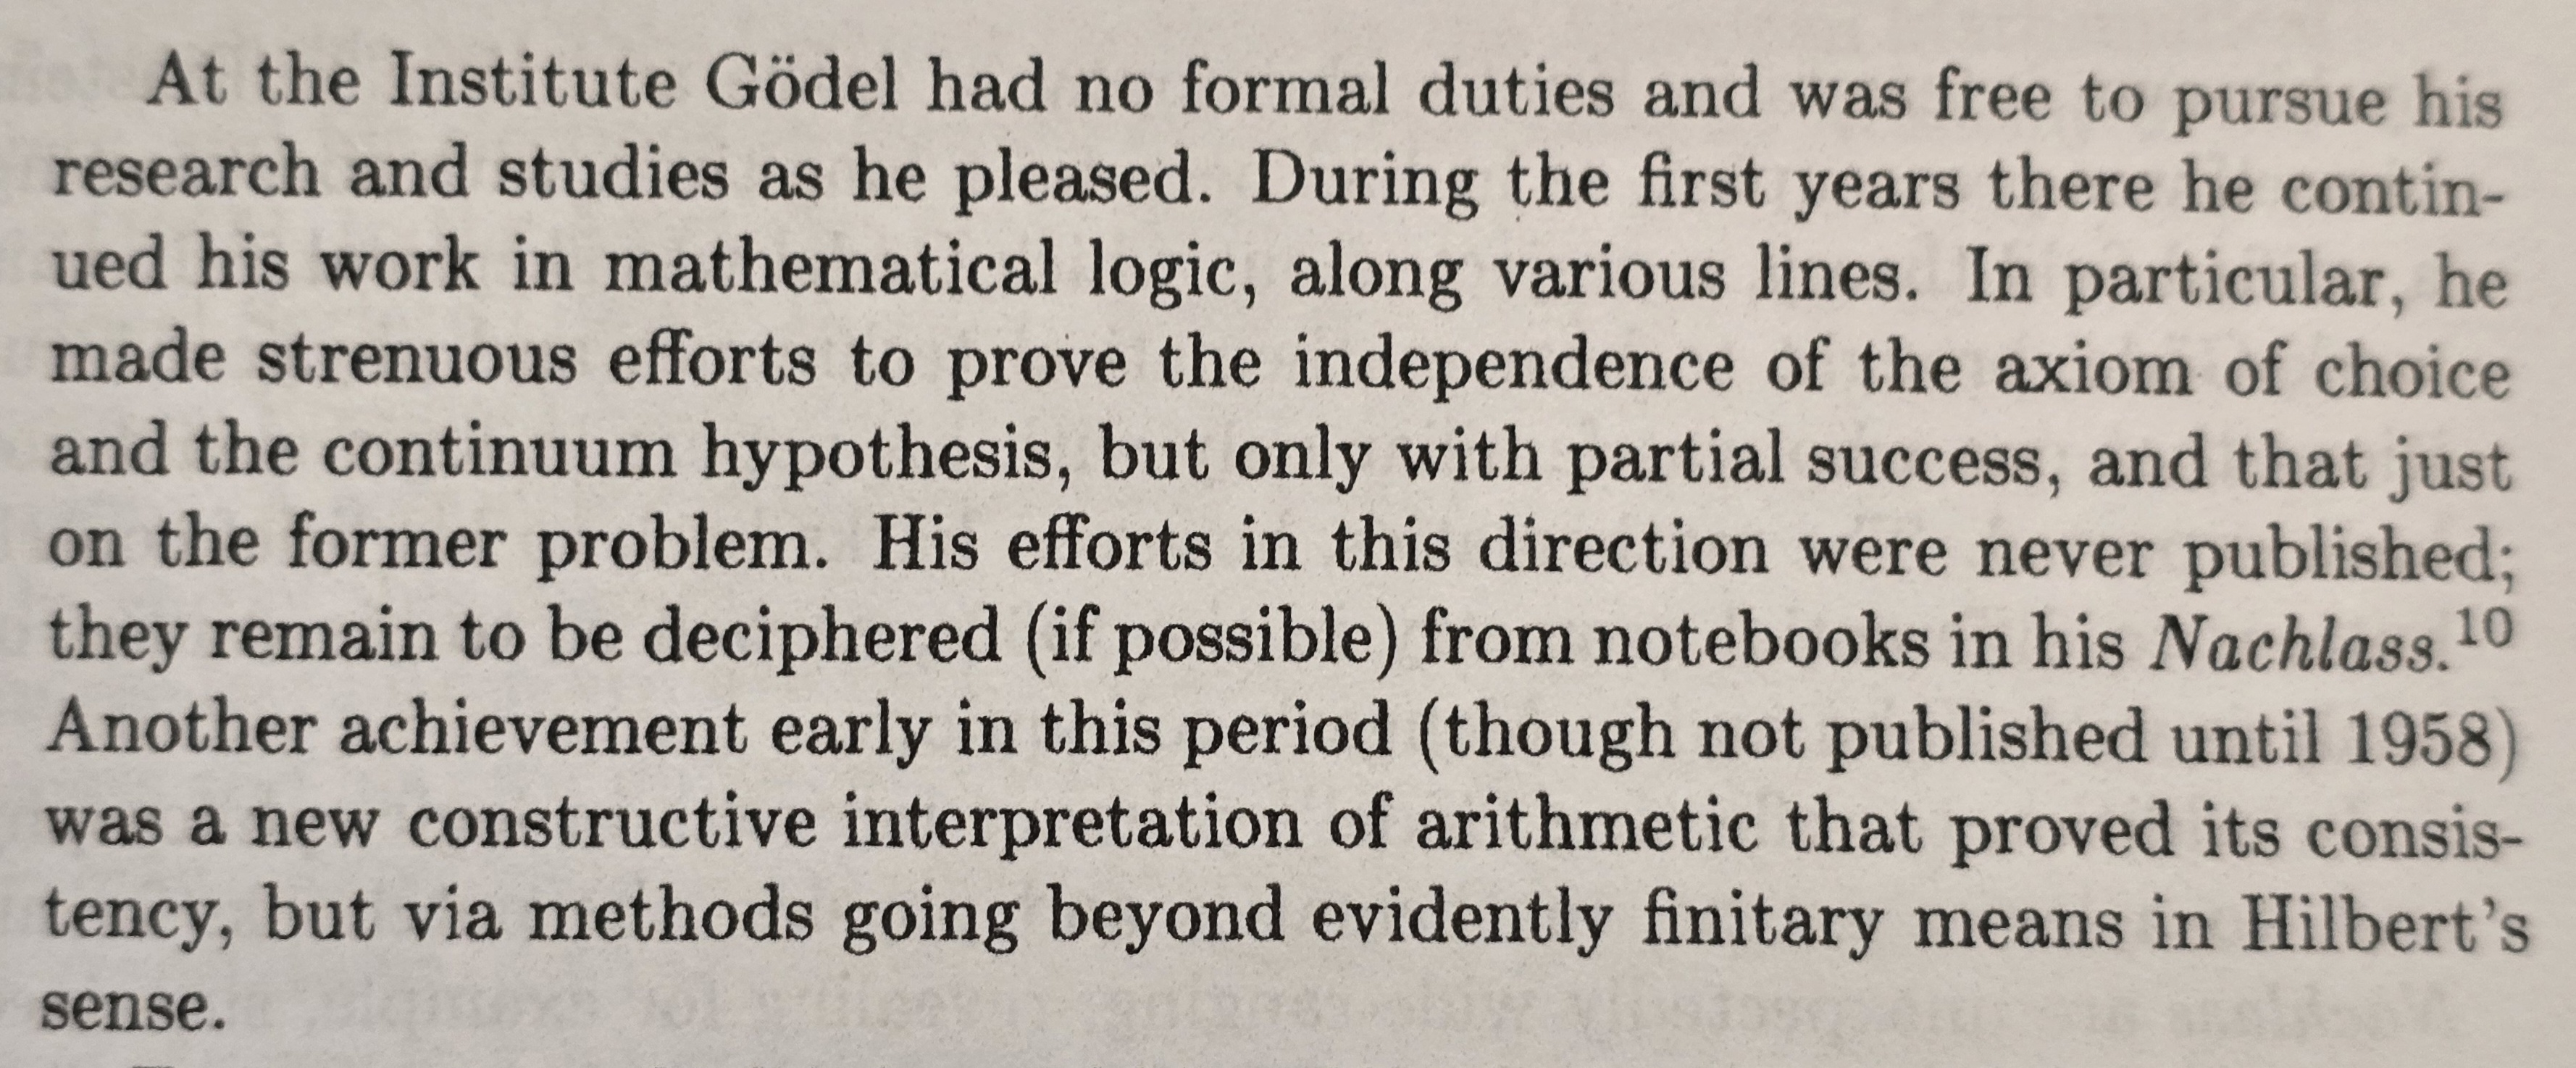 At the Institute Gödel had no formal duties and was free to pursue his
research and studies as he pleased. During the first years there he contin-
ued his work in mathematical logic, along various lines. In particular, he
made strenuous efforts to prove the independence of the axiom of choice
and the continuum hypothesis, but only with partial success, and that just
on the former problem. His efforts in this direction were never published;
they remain to be deciphered (if possible) from notebooks in his Nachlass.¹⁰
Another achievement early in this period (though not published until 1958)
was a new constructive interpretation of arithmetic that proved its consis-
tency, but via methods going beyond evidently finitary means in Hilbert's
sense.